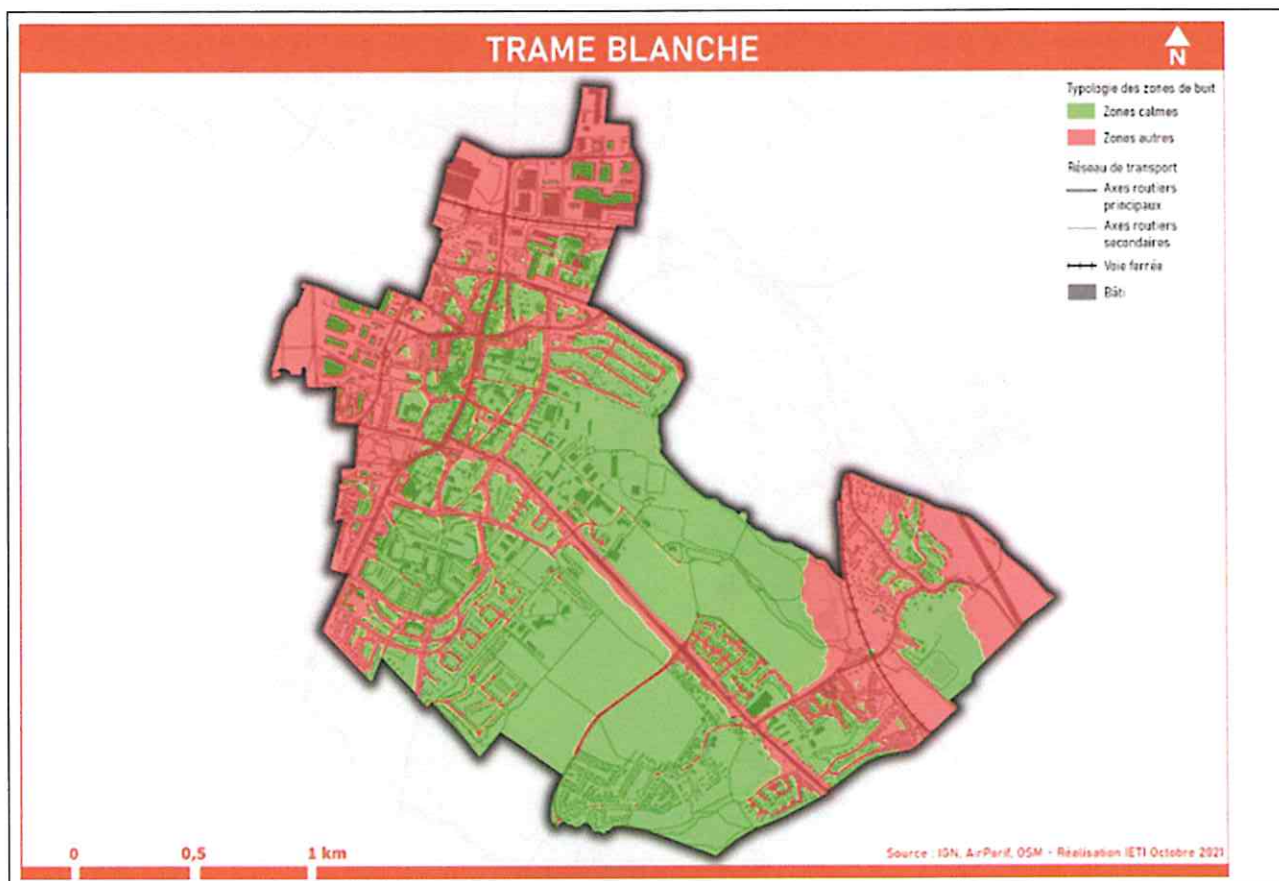 TRAME BLANCHE
N
Typologie des zones de buit
Zones calmes
Zones autres
Réseau de transport
Axes routiers
principaux
Axes routiers
secondaires
Voie ferrée
Bâti
0 0,5 1 km
Source : IGN, AirParif, OSM - Réalisation IETI Octobre 2021